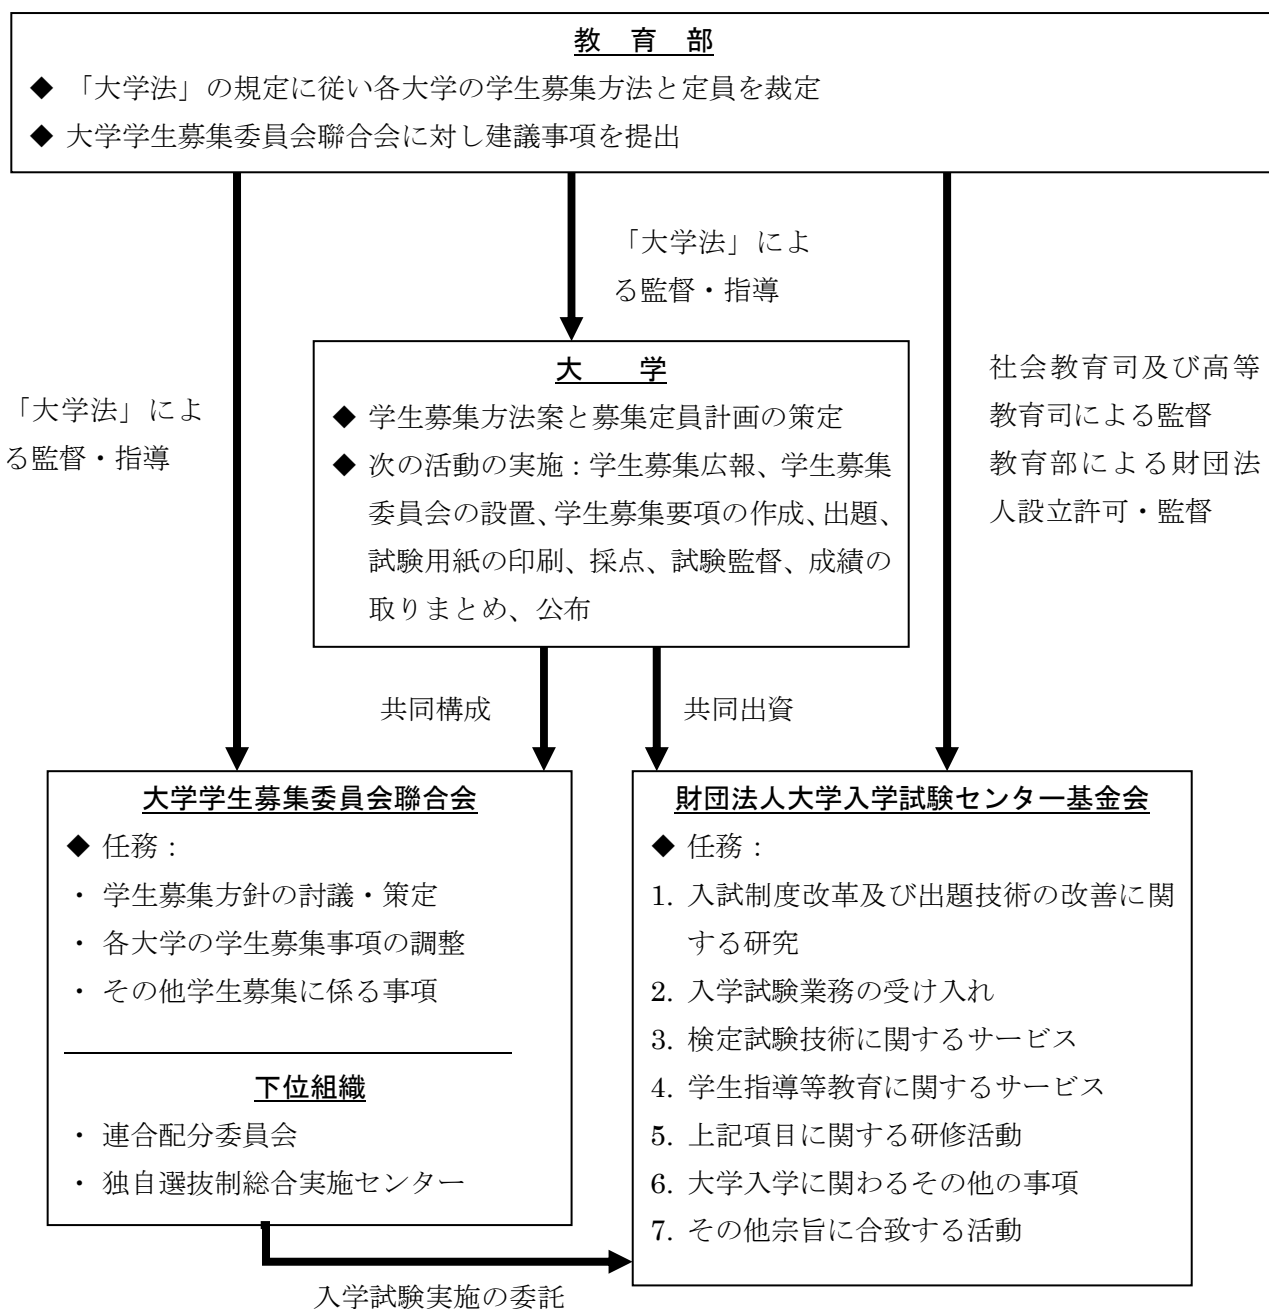 教 育 部
◆ 「大学法」の規定に従い各大学の学生募集方法と定員を裁定
◆ 大学学生募集委員会聯合会に対し建議事項を提出
「大学法」によ
る監督・指導
「大学法」によ
る監督・指導
社会教育司及び高等
教育司による監督
教育部による財団法
人設立許可・監督
大 学
◆ 学生募集方法案と募集定員計画の策定
◆ 次の活動の実施：学生募集広報、学生募集
委員会の設置、学生募集要項の作成、出題、
試験用紙の印刷、採点、試験監督、成績の
取りまとめ、公布
共同構成
共同出資
大学学生募集委員会聯合会
◆ 任務：
・ 学生募集方針の討議・策定
・ 各大学の学生募集事項の調整
・ その他学生募集に係る事項
下位組織
・ 連合配分委員会
・ 独自選抜制総合実施センター
財団法人大学入学試験センター基金会
◆ 任務：
1. 入試制度改革及び出題技術の改善に関
する研究
2. 入学試験業務の受け入れ
3. 検定試験技術に関するサービス
4. 学生指導等教育に関するサービス
5. 上記項目に関する研修活動
6. 大学入学に関わるその他の事項
7. その他宗旨に合致する活動
入学試験実施の委託